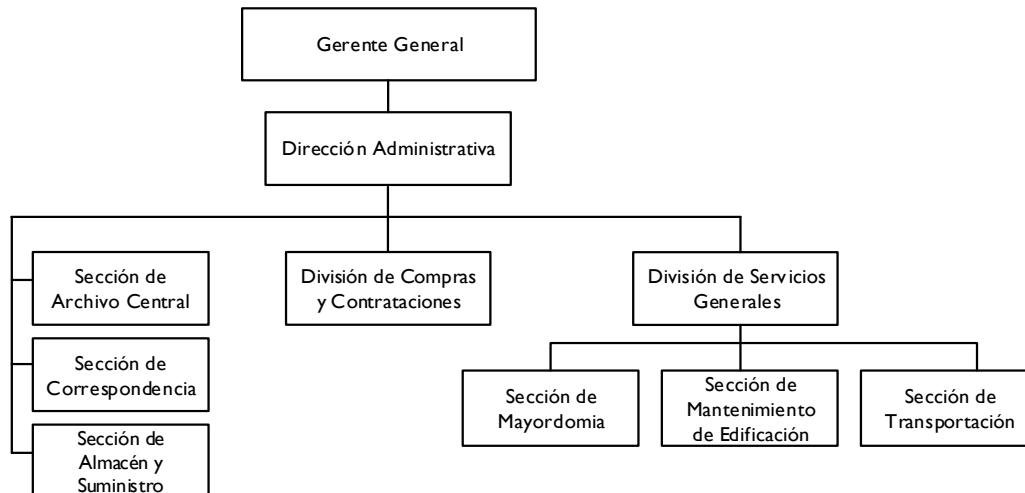 Gerente General
Dirección Administrativa
Sección de
Archivo Central
División de Compras
y Contrataciones
División de Servicios
Generales
Sección de
Correspondencia
Sección de
Mayordomia
Sección de
Mantenimiento
de Edificación
Sección de
Transportación
Sección de
Almacén y
Suministro